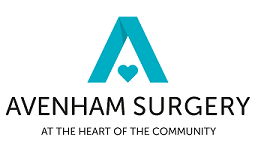 AVENHAM SURGERY
AT THE HEART OF THE COMMUNITY